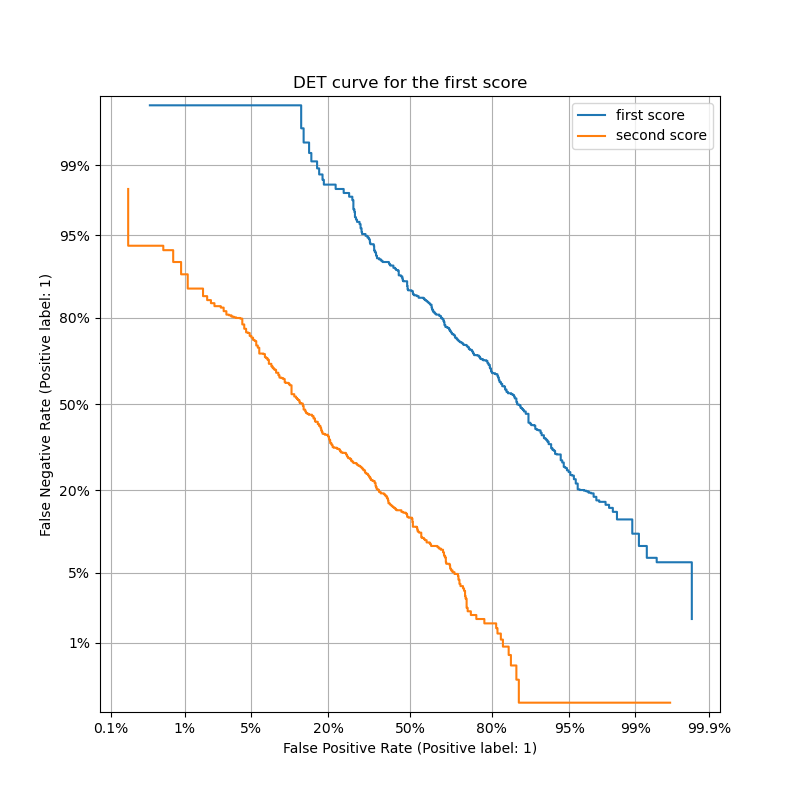 DET curve for the first score
first score
second score
99%
95%
80%
50%
20%
5%
1%
False Negative Rate (Positive label: 1)
0.1% 1% 5% 20% 50% 80% 95% 99% 99.9%
False Positive Rate (Positive label: 1)